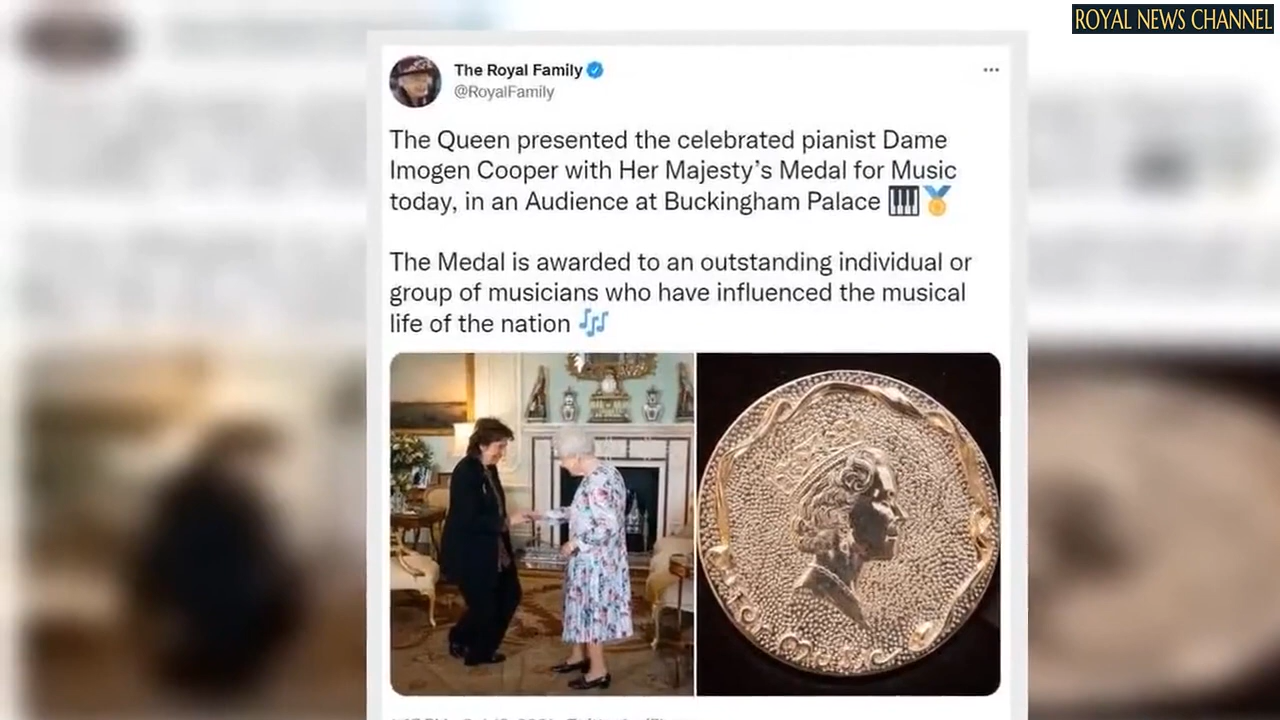 ROYAL NEWS CHANNEL
The Royal Family
@RoyalFamily
The Queen presented the celebrated pianist Dame
Imogen Cooper with Her Majesty’s Medal for Music
today, in an Audience at Buckingham Palace
The Medal is awarded to an outstanding individual or
group of musicians who have influenced the musical
life of the nation